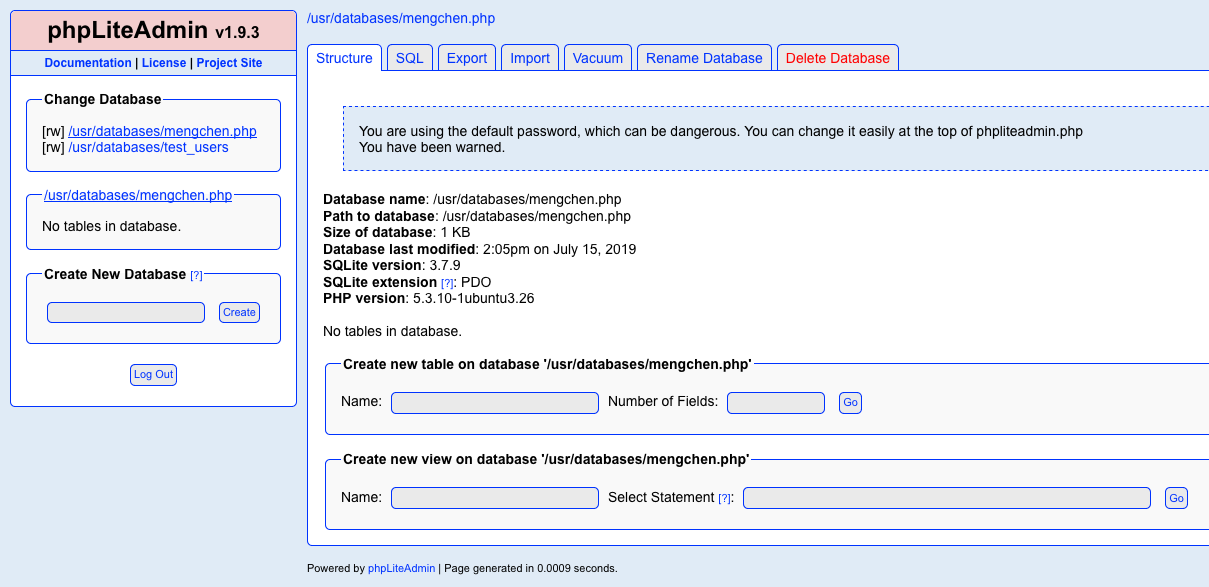 phpLiteAdmin v1.9.3
Documentation | License | Project Site
Change Database
[rw] /usr/databases/mengchen.php
[rw] /usr/databases/test_users
/usr/databases/mengchen.php
No tables in database.
Create New Database [?]
Create
Log Out
/usr/databases/mengchen.php
Structure SQL Export Import Vacuum Rename Database Delete Database
You are using the default password, which can be dangerous. You can change it easily at the top of phpliteadmin.php
You have been warned.
Database name: /usr/databases/mengchen.php
Path to database: /usr/databases/mengchen.php
Size of database: 1 KB
Database last modified: 2:05pm on July 15, 2019
SQLite version: 3.7.9
SQLite extension [?]: PDO
PHP version: 5.3.10-1ubuntu3.26
No tables in database.
Create new table on database '/usr/databases/mengchen.php'
Name: Number of Fields: Go
Create new view on database '/usr/databases/mengchen.php'
Name: Select Statement [?]: Go
Powered by phpLiteAdmin | Page generated in 0.0009 seconds.